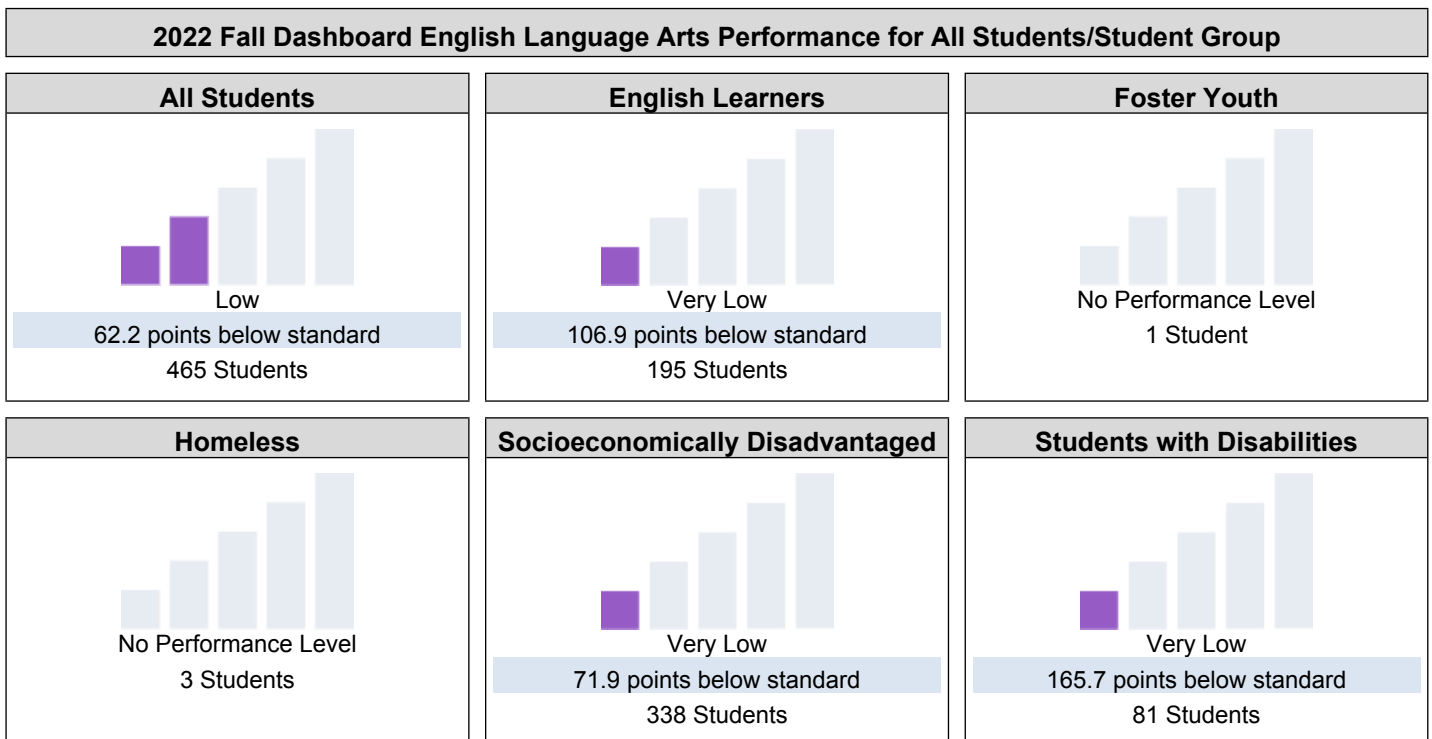 2022 Fall Dashboard English Language Arts Performance for All Students/Student Group
All Students
Low
62.2 points below standard
465 Students
English Learners
Very Low
106.9 points below standard
195 Students
Foster Youth
No Performance Level
1 Student
Homeless
No Performance Level
3 Students
Socioeconomically Disadvantaged
Very Low
71.9 points below standard
338 Students
Students with Disabilities
Very Low
165.7 points below standard
81 Students